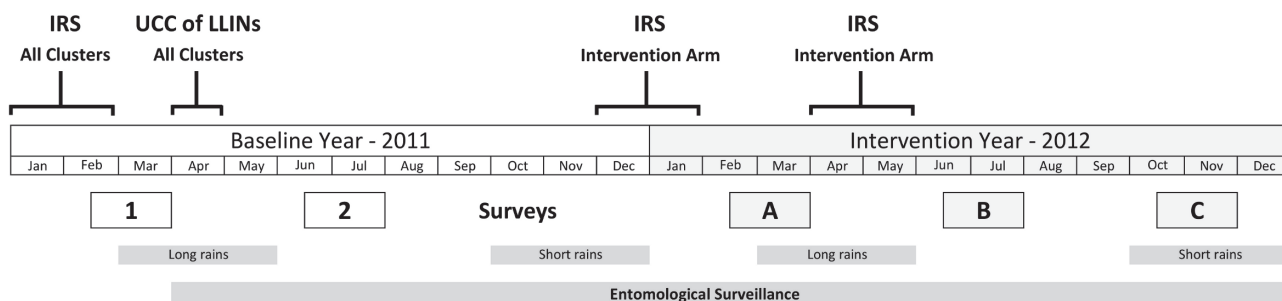 IRS
All Clusters
UCC of LLINs
All Clusters
IRS
Intervention Arm
IRS
Intervention Arm
Baseline Year - 2011
Intervention Year - 2012
Jan Feb Mar Apr May Jun Jul Aug Sep Oct Nov Dec Jan Feb Mar Apr May Jun Jul Aug Sep Oct Nov Dec
1 2 Surveys A B C
Long rains Short rains Long rains Short rains
Entomological Surveillance